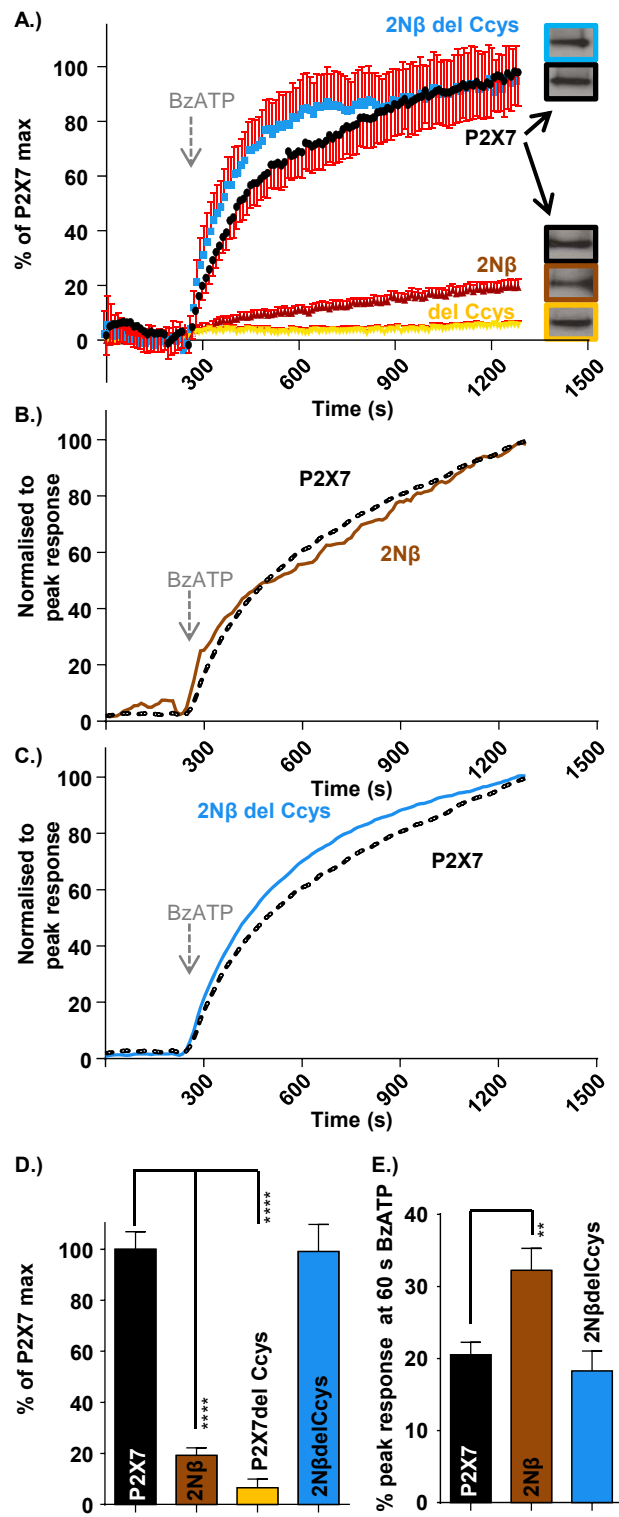 A.)
2Nβ del Ccys
% of P2X7 max
100
80
60
40
20
0
BzATP
P2X7
2Nβ
del Ccys
300
600
900
1200
1500
Time (s)
B.)
Normalised to
peak response
100
80
60
40
20
0
P2X7
2Nβ
BzATP
300
600
900
1200
1500
Time (s)
C.)
Normalised to
peak response
100
80
60
40
20
0
2Nβ del Ccys
P2X7
BzATP
300
600
900
1200
1500
Time (s)
D.)
% of P2X7 max
100
80
60
40
20
0
****
****
P2X7
2Nβ
P2X7del Ccys
2NβdelCcys
E.)
% peak response at 60 s BzATP
40
30
20
10
0
**
P2X7
2Nβ
2NβdelCcys